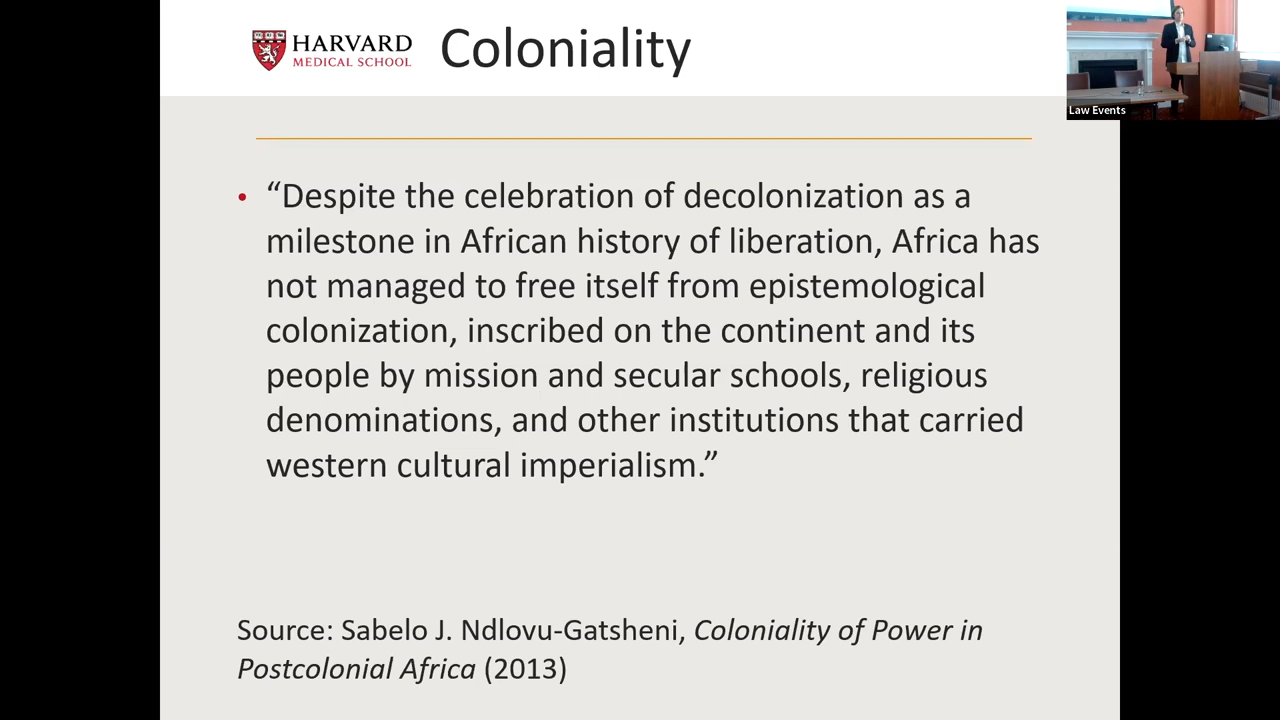 HARVARD
MEDICAL SCHOOL
Coloniality
Law Events
• “Despite the celebration of decolonization as a
milestone in African history of liberation, Africa has
not managed to free itself from epistemological
colonization, inscribed on the continent and its
people by mission and secular schools, religious
denominations, and other institutions that carried
western cultural imperialism.”
Source: Sabelo J. Ndlovu-Gatsheni, Coloniality of Power in
Postcolonial Africa (2013)